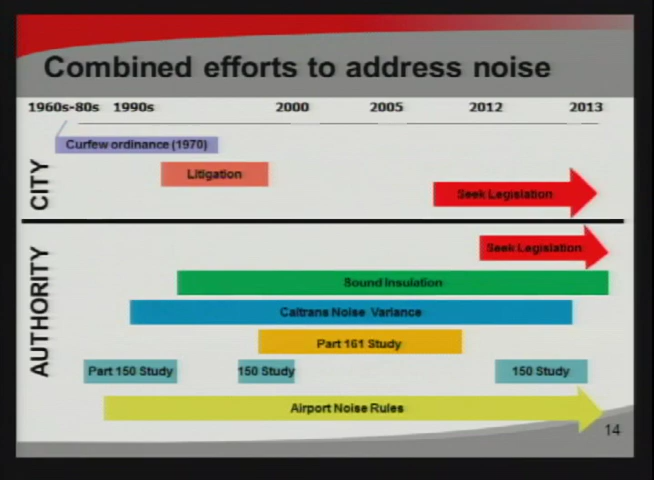 Combined efforts to address noise
1960s-80s 1990s 2000 2005 2012 2013
CITY
Curfew ordinance (1970)
Litigation
Seek Legislation
AUTHORITY
Seek Legislation
Sound Insulation
Caltrans Noise Variance
Part 161 Study
Part 150 Study 150 Study 150 Study
Airport Noise Rules
14